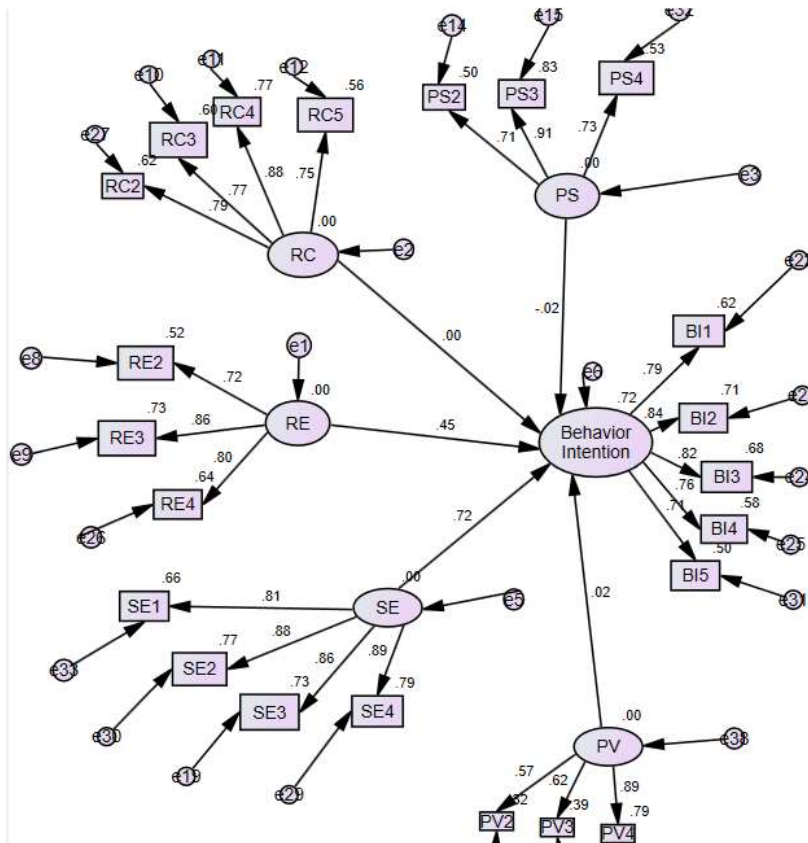 e14
e15
e32
e11
.50
.83
.53
e10
.77
e12
.56
PS2
PS3
PS4
.60
RC4
RC5
e27
RC3
.71
.91
.73
.62
.88
.75
.00
RC2
.77
PS
e3
.79
.00
RC
e2
-.02
.62
BI1
.52
e1
.00
.79
e8
RE2
.72
.00
e6
.72
.71
.73
.86
RE
.45
.84
BI2
e9
RE3
Behavior
Intention
.82
.68
.80
.76
BI3
.64
.71
.58
RE4
BI4
e26
.72
.50
e25
BI5
.66
.00
e5
e31
SE1
.81
SE
.02
.77
.88
e33
SE2
.86
.89
.73
.79
SE3
SE4
.00
e30
PV
e38
e19
.57
.62
.89
e29
.39
.79
PV2
PV3
PV4